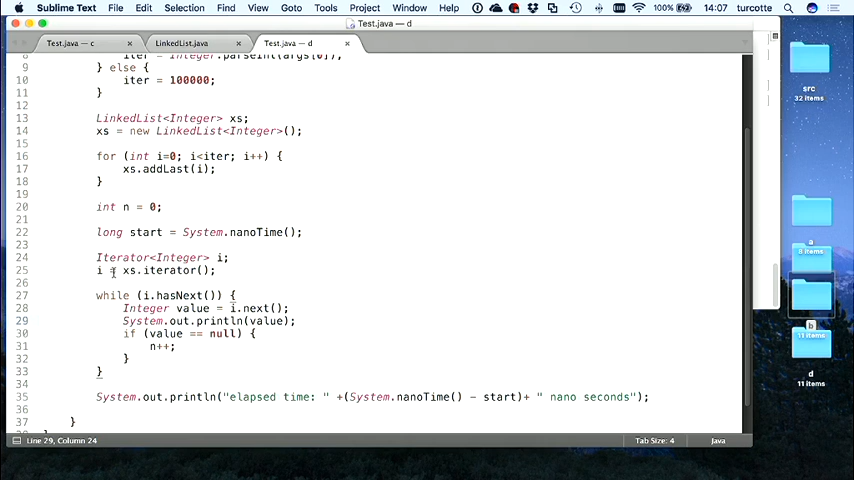 Sublime Text File Edit Selection Find View Goto Tools Project Window Help 100% 14:07 turcotte
Test.java — d
Test.java — c × LinkedList.java × Test.java — d ×
iter = Integer.parseInt(args[0]);
9 } else {
10 iter = 100000;
11 }
12
13 LinkedList<Integer> xs;
14 xs = new LinkedList<Integer>();
15
16 for (int i=0; i<iter; i++) {
17 xs.addLast(i);
18 }
19
20 int n = 0;
21
22 long start = System.nanoTime();
23
24 Iterator<Integer> i;
25 i = xs.iterator();
26
27 while (i.hasNext()) {
28 Integer value = i.next();
29 System.out.println(value);
30 if (value == null) {
31 n++;
32 }
33 }
34
35 System.out.println("elapsed time: " +(System.nanoTime() - start)+ " nano seconds");
36
37 }
Line 29, Column 24 Tab Size: 4 Java
src
32 items
a
8 items
b
11 items
d
11 items